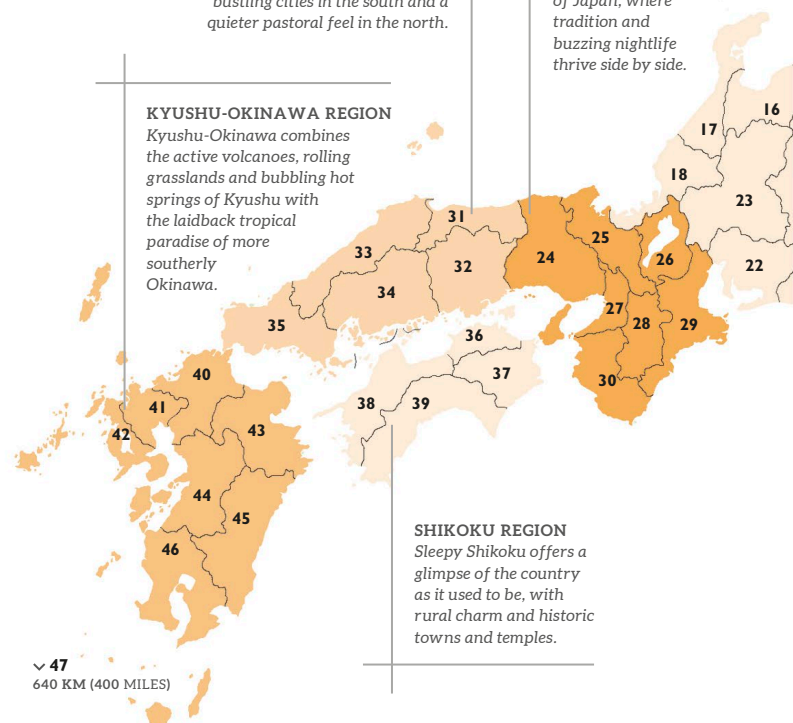 bustling cities in the south and a
quieter pastoral feel in the north.
of Japan, where
tradition and
buzzing nightlife
thrive side by side.
KYUSHU-OKINAWA REGION
Kyushu-Okinawa combines
the active volcanoes, rolling
grasslands and bubbling hot
springs of Kyushu with
the laidback tropical
paradise of more
southerly
Okinawa.
16
17
18
23
31
25
24
26
22
33
32
34
27
28
29
35
36
37
30
40
38
39
41
42
43
44
45
46
SHIKOKU REGION
Sleepy Shikoku offers a
glimpse of the country
as it used to be, with
rural charm and historic
towns and temples.
47
640 KM (400 MILES)